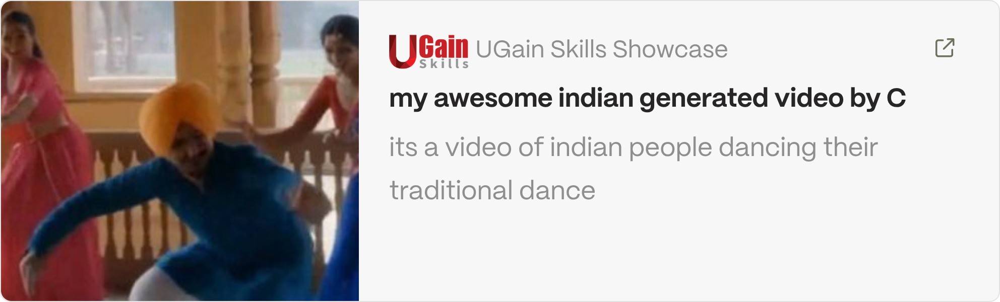 UGain Skills UGain Skills Showcase
my awesome indian generated video by C
its a video of indian people dancing their
traditional dance